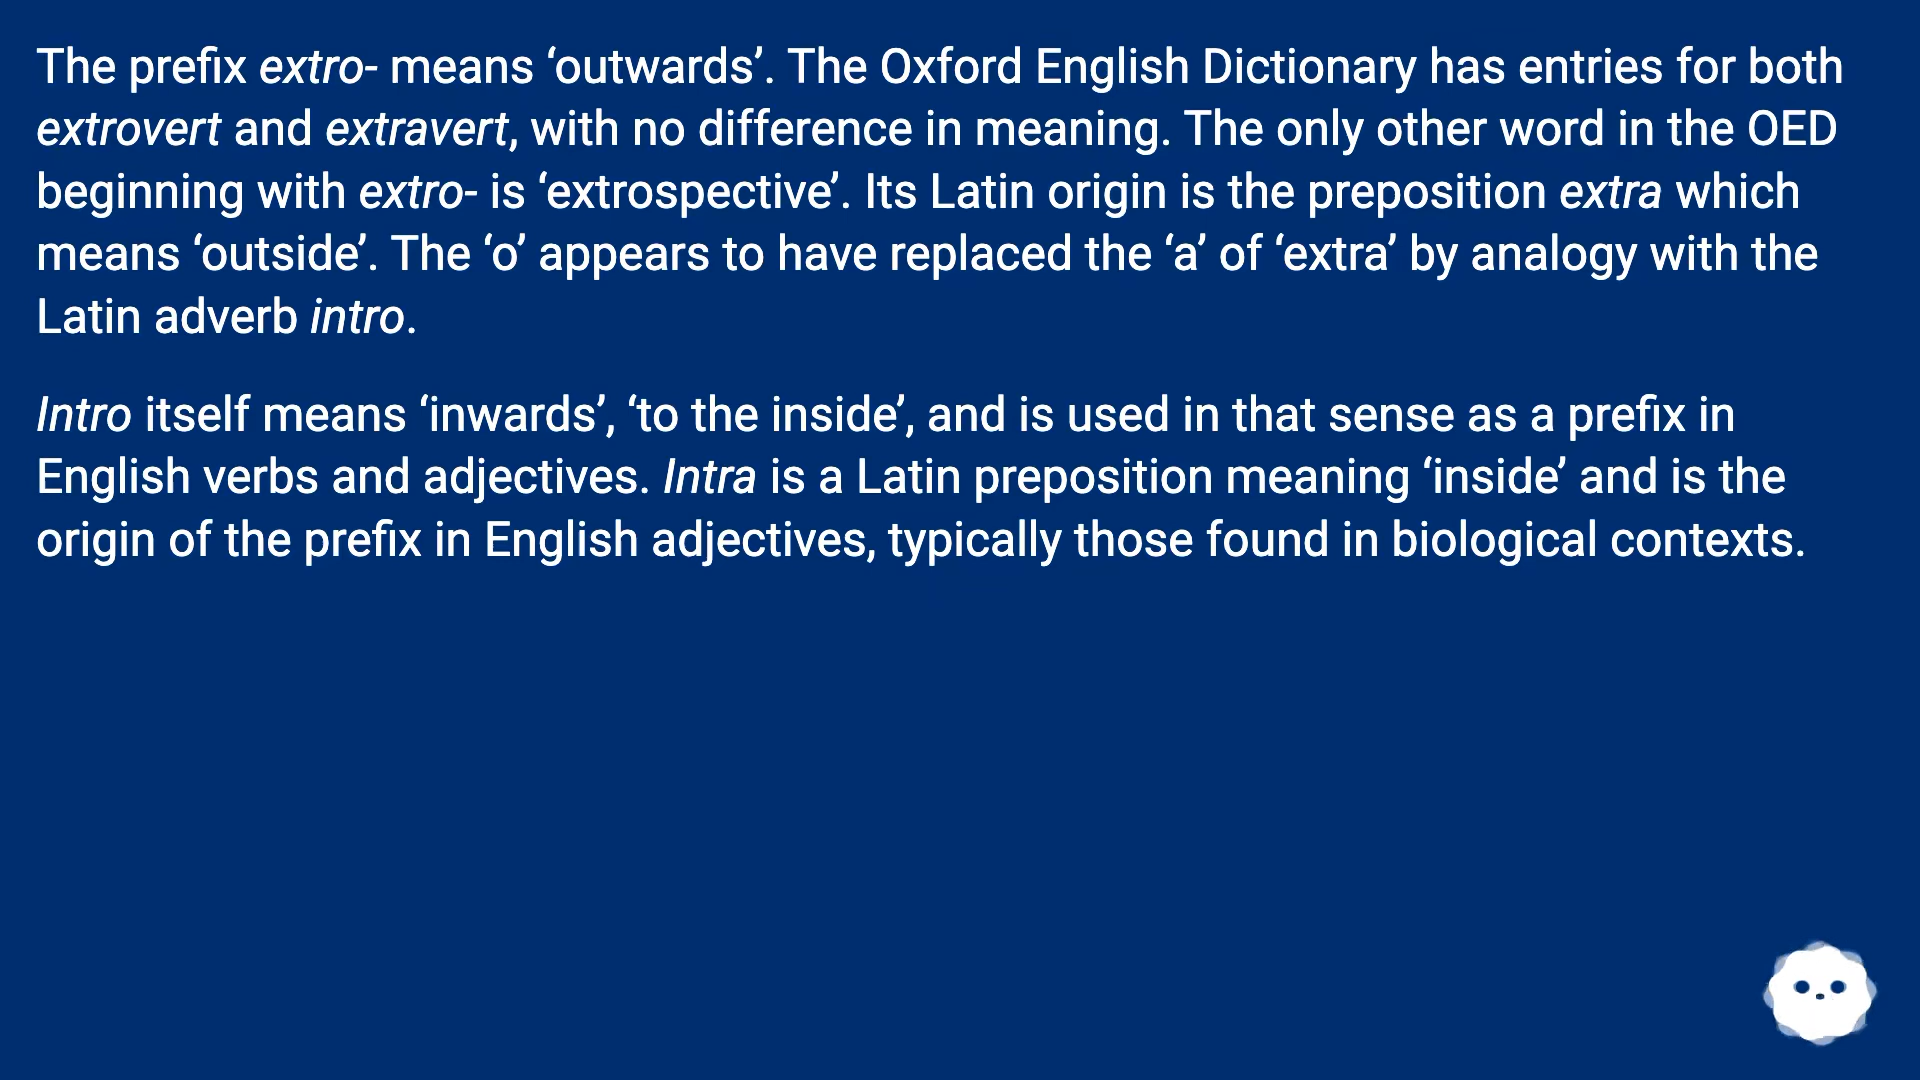 The prefix extro- means ‘outwards’. The Oxford English Dictionary has entries for both
extrovert and extravert, with no difference in meaning. The only other word in the OED
beginning with extro- is ‘extrospective’. Its Latin origin is the preposition extra which
means ‘outside’. The ‘o’ appears to have replaced the ‘a’ of ‘extra’ by analogy with the
Latin adverb intro.
Intro itself means ‘inwards’, ‘to the inside’, and is used in that sense as a prefix in
English verbs and adjectives. Intra is a Latin preposition meaning ‘inside’ and is the
origin of the prefix in English adjectives, typically those found in biological contexts.